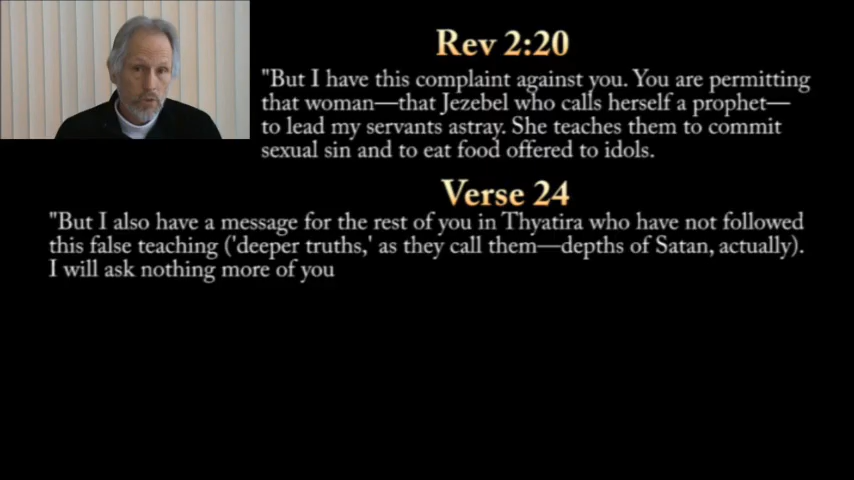 Rev 2:20
"But I have this complaint against you. You are permitting
that woman—that Jezebel who calls herself a prophet—
to lead my servants astray. She teaches them to commit
sexual sin and to eat food offered to idols.
Verse 24
"But I also have a message for the rest of you in Thyatira who have not followed
this false teaching ('deeper truths,' as they call them—depths of Satan, actually).
I will ask nothing more of you